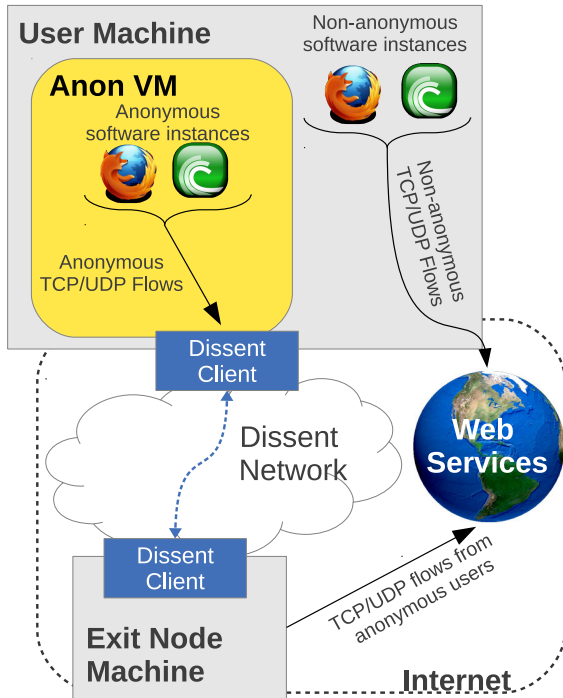 User Machine
Non-anonymous
software instances
Anon VM
Anonymous
software instances
Non-anonymous
TCP/UDP Flows
Anonymous
TCP/UDP Flows
Dissent
Client
Dissent
Network
Web
Services
Dissent
Client
TCP/UDP flows from
anonymous users
Exit Node
Machine
Internet